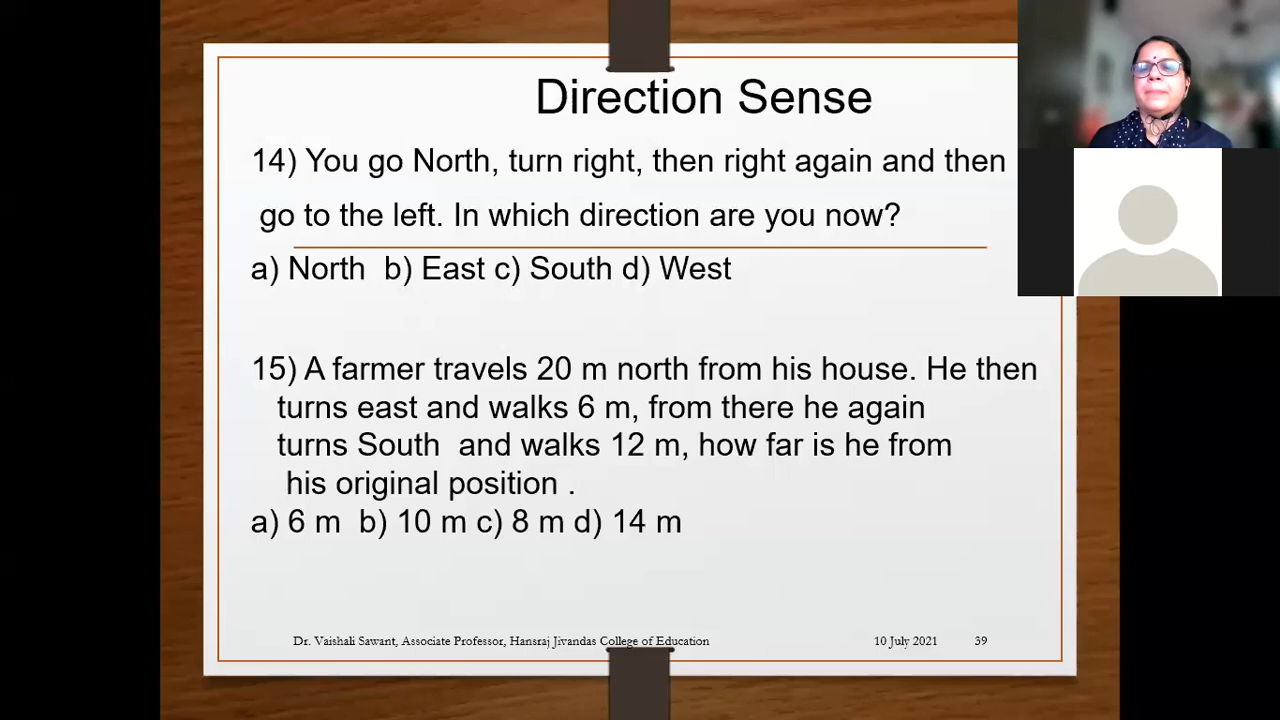 Direction Sense
14) You go North, turn right, then right again and then
go to the left. In which direction are you now?
a) North b) East c) South d) West
15) A farmer travels 20 m north from his house. He then
turns east and walks 6 m, from there he again
turns South and walks 12 m, how far is he from
his original position .
a) 6 m b) 10 m c) 8 m d) 14 m
Dr. Vaishali Sawant, Associate Professor, Hansraj Jivandas College of Education 10 July 2021 39